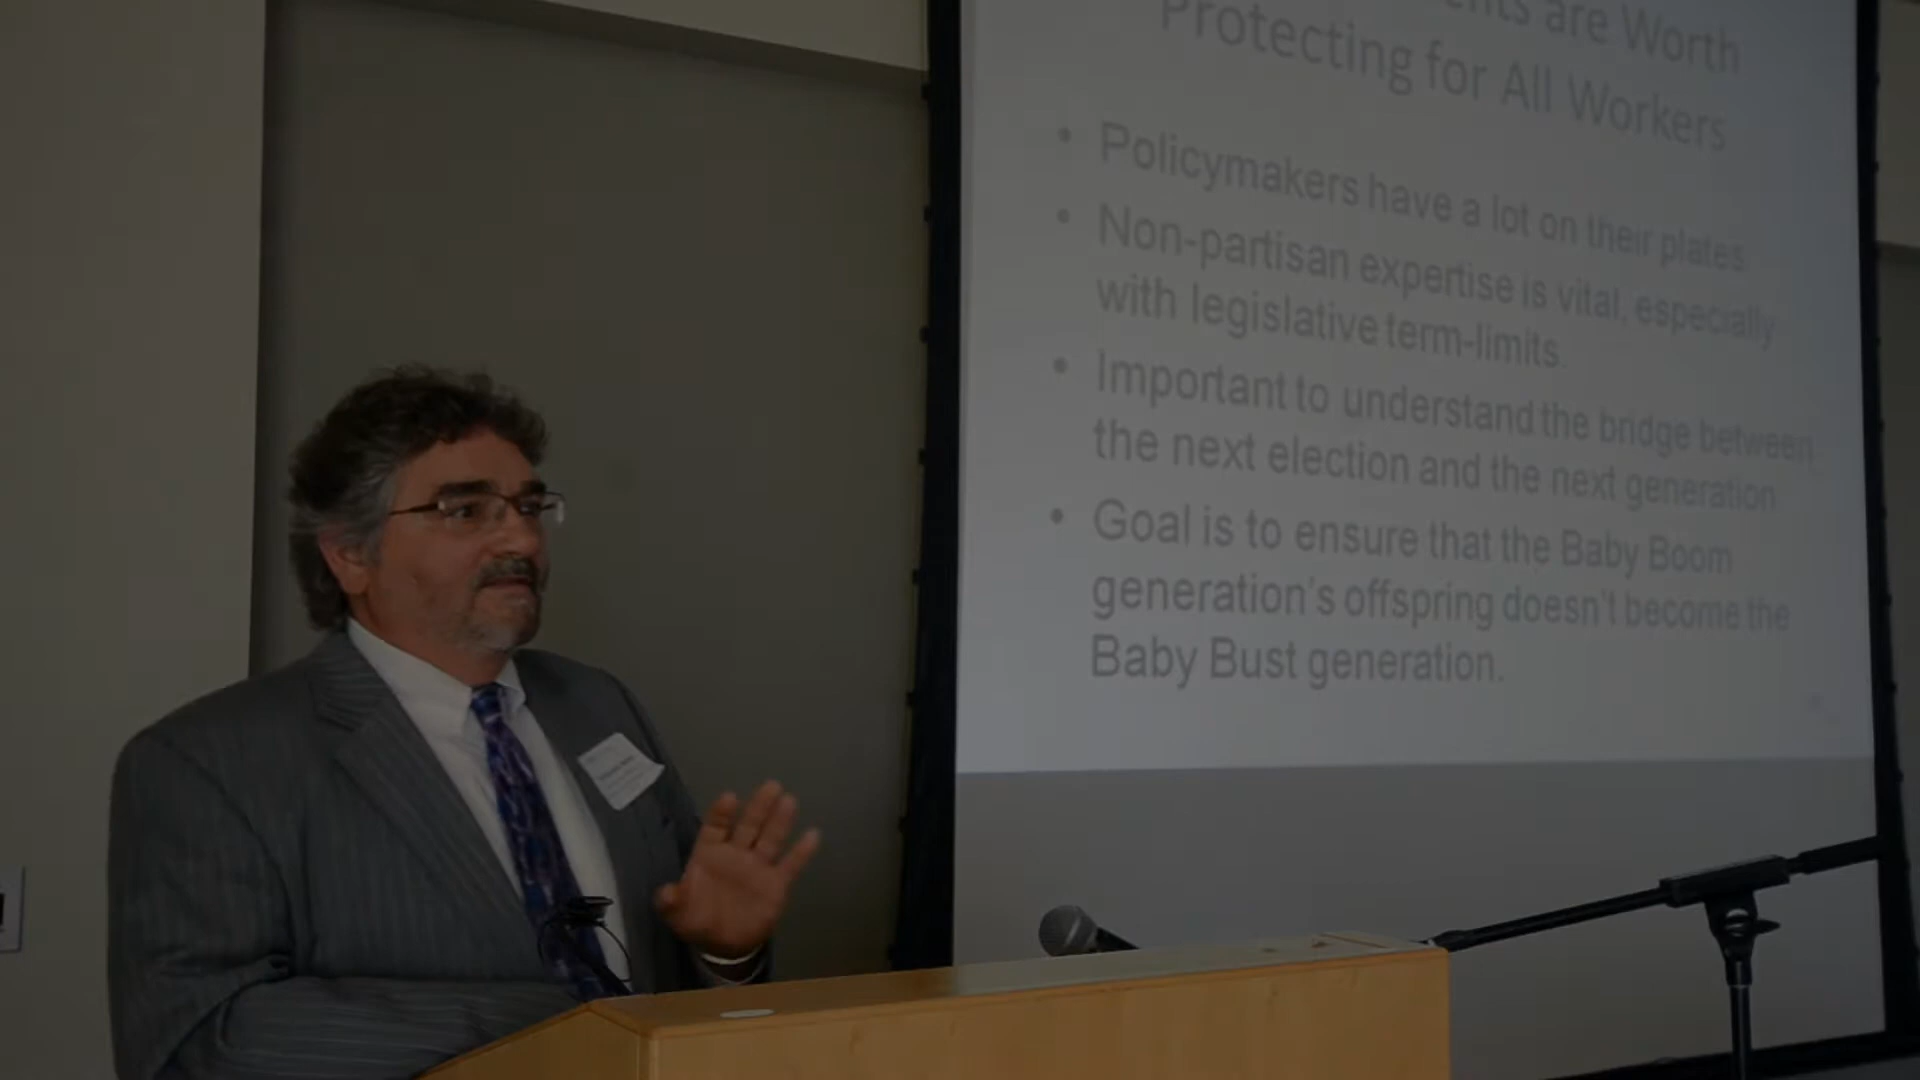 are Worth
Protecting for All Workers
• Policymakers have a lot on their plates.
• Non-partisan expertise is vital, especially
with legislative term-limits.
• Important to understand the bridge between
the next election and the next generation.
• Goal is to ensure that the Baby Boom
generation's offspring doesn't become the
Baby Bust generation.